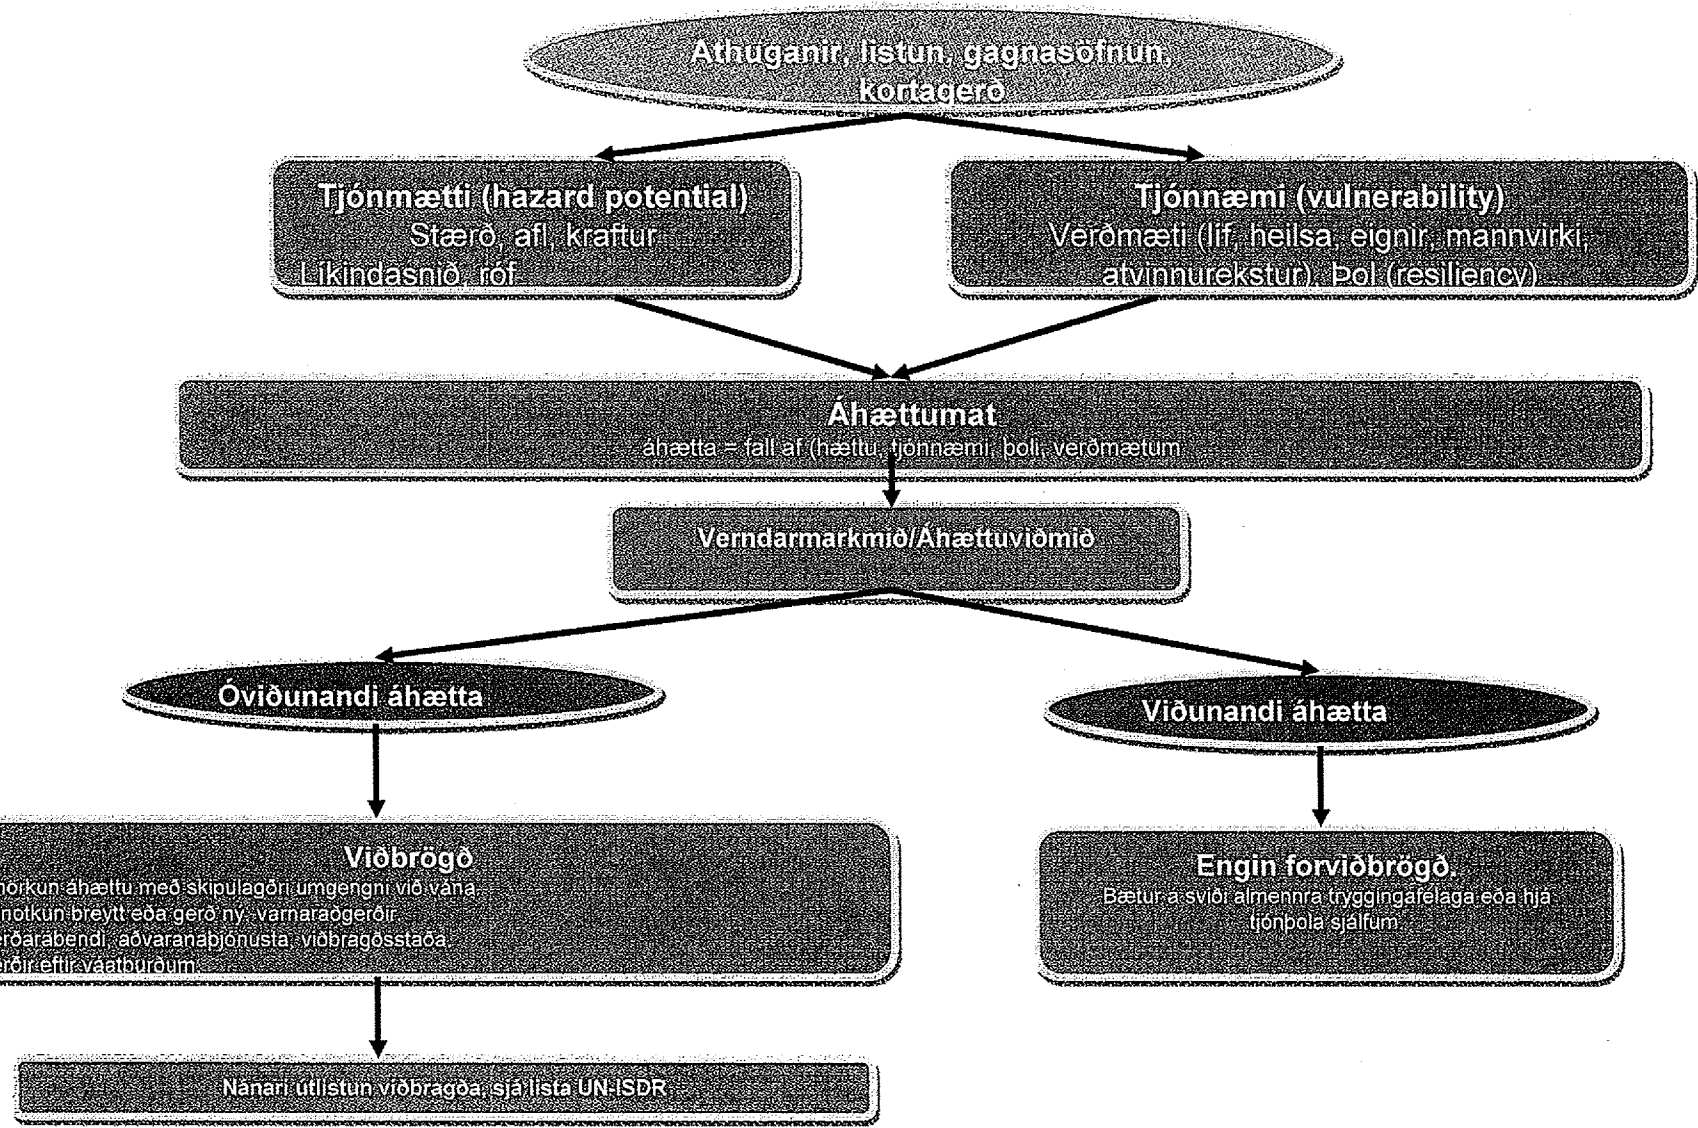 Athuganir, listun, gagnasöfnun,
kortagerð
Tjónmætti (hazard potential)
Stærð, afl, kraftur
Líkindasnið, róf
Tjónnæmi (vulnerability)
Verðmæti (líf, heilsa, eignir, mannvirki,
atvinnurekstur), Þol (resiliency)
Áhættumat
áhætta = fall af (hættu, tjónnæmi, þoli, verðmætum
Verndarmarkmið/Áhættuviðmið
Óviðunandi áhætta
Viðunandi áhætta
Viðbrögð
áhættu með skipulagðri umgengni við vána
notkun breytt eða gerð ný, varnaraðgerðir
aðvaranaþjónusta, viðbragðsstaða,
eftir váatburðum
Engin forviðbrögð.
Bætur á sviði almennra tryggingafélaga eða hjá
tjónþola sjálfum
Nánari útlistun viðbragða, sjá lista UN-ISDR